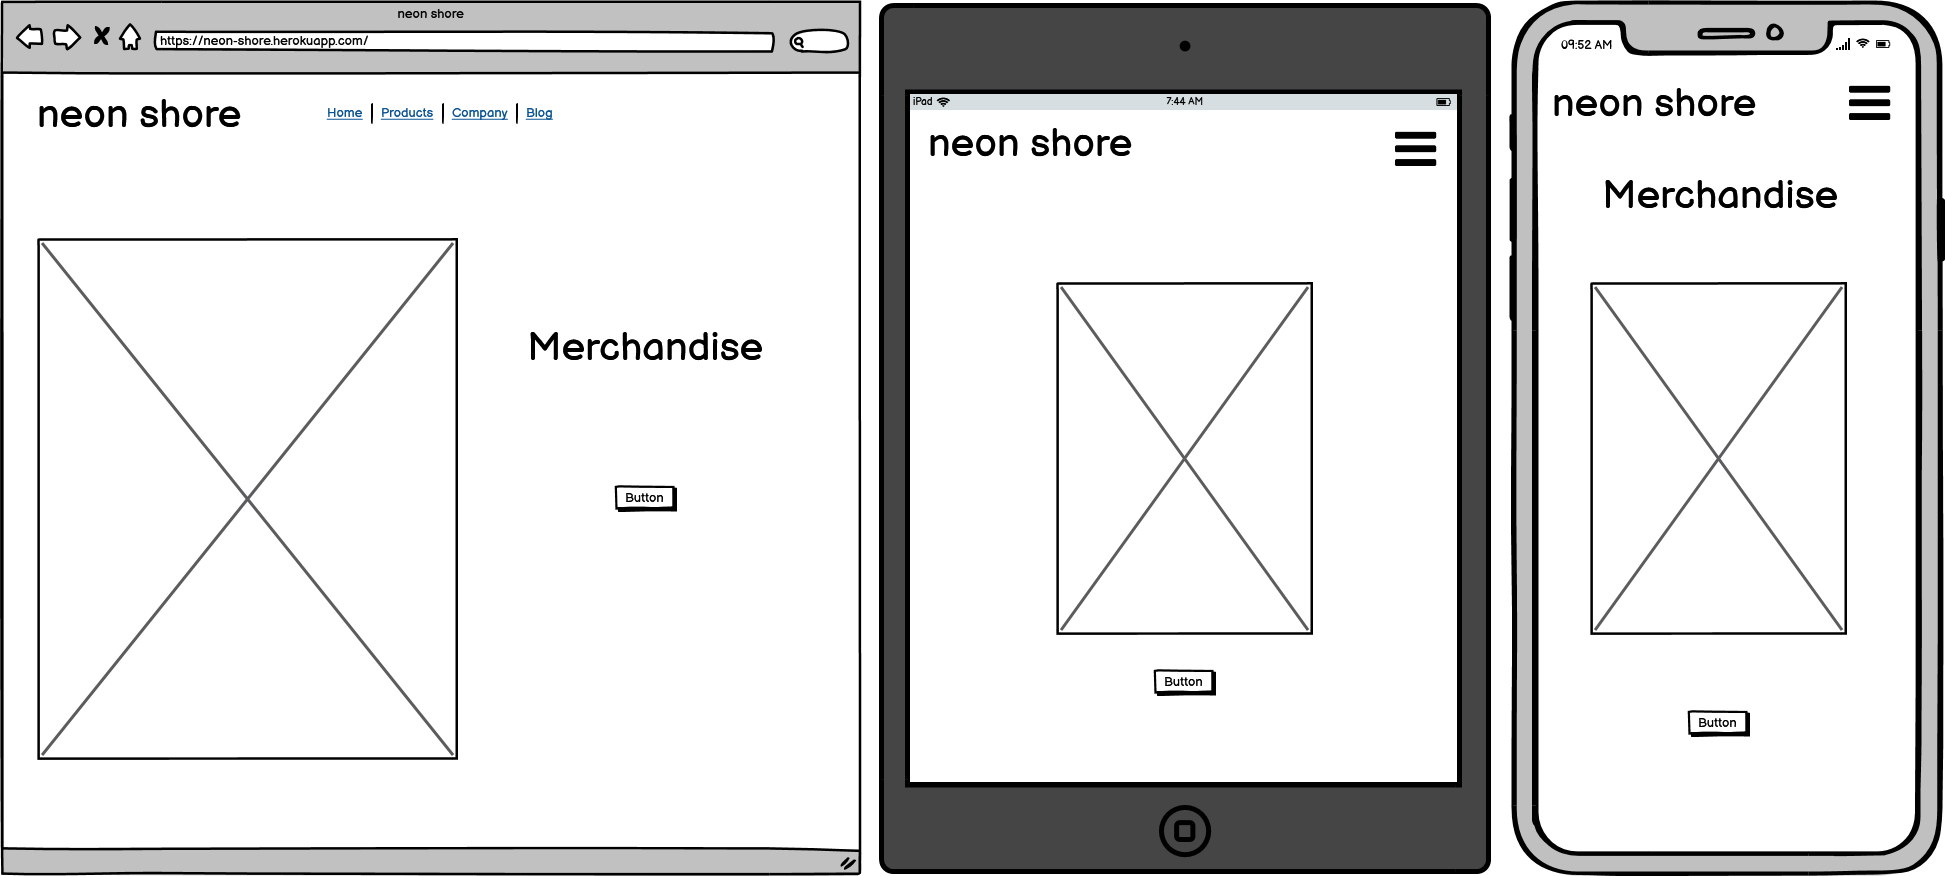 neon shore
https://neon-shore.herokuapp.com/
neon shore
Home Products Company Blog
Merchandise
Button
iPad 7:44 AM
neon shore
Button
09:52 AM
neon shore
Merchandise
Button